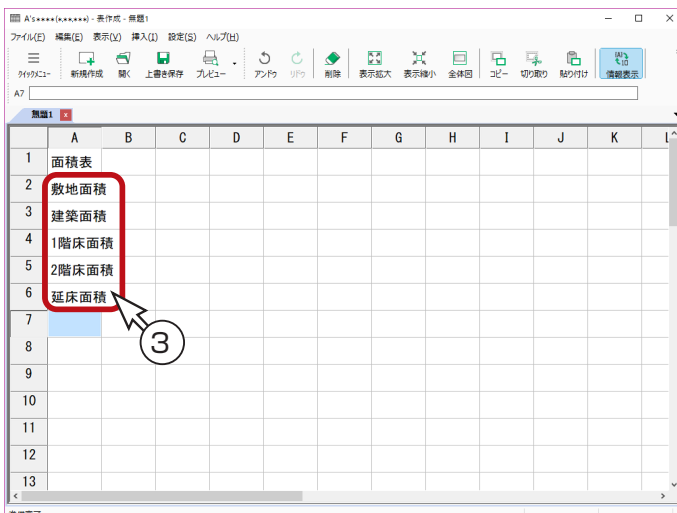 A's****(*,**,***) - 表作成 - 無題1
ファイル(F) 編集(E) 表示(V) 挿入(I) 設定(S) ヘルプ(H)
クイックメニュー 新規作成 開く 上書き保存 プレビュー アンドゥ リドゥ 削除 表示拡大 表示縮小 全体図 コピー 切り取り 貼り付け 情報表示
A7
無題1
A B C D E F G H I J K L
1 面積表
2 敷地面積
3 建築面積
4 1階床面積
5 2階床面積
6 延床面積
7
8 ③
9
10
11
12
13